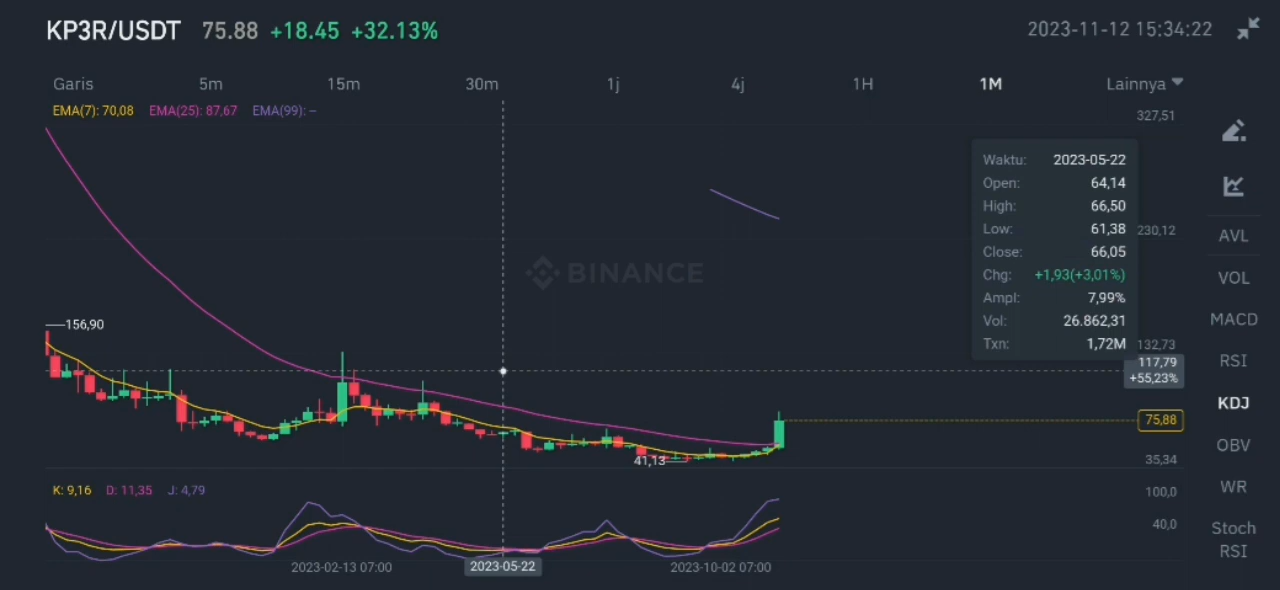 KP3R/USDT 75.88 +18.45 +32.13% 2023-11-12 15:34:22
Garis 5m 15m 30m 1j 4j 1H 1M Lainnya
EMA(7): 70,08 EMA(25): 87,67 EMA(99): –
327,51
Waktu: 2023-05-22
Open: 64,14
High: 66,50
Low: 61,38
Close: 66,05
Chg: +1,93(+3,01%)
Ampl: 7,99%
Vol: 26.862,31
Txn: 1,72M
230,12
BINANCE
156,90
132,73
117,79
+55,23%
75,88
41,13
35,34
K: 9,16 D: 11,35 J: 4,79
100,0
40,0
2023-02-13 07:00 2023-05-22 2023-10-02 07:00
AVL
VOL
MACD
RSI
KDJ
OBV
WR
Stoch
RSI